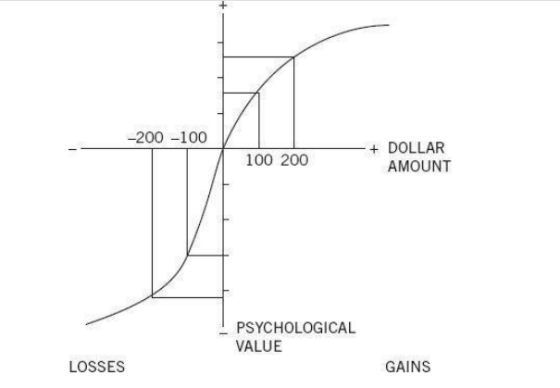 +
–200 –100
– + DOLLAR
AMOUNT
100 200
– PSYCHOLOGICAL
VALUE
LOSSES GAINS